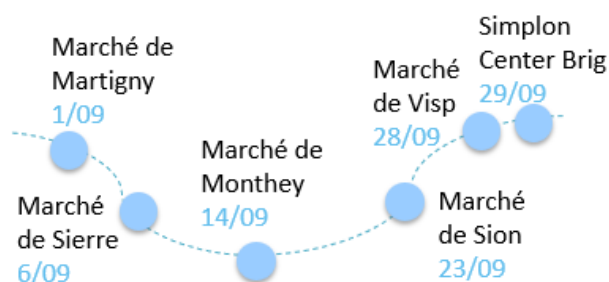 Marché de
Martigny
1/09
Marché
de Sierre
6/09
Marché de
Monthey
14/09
Marché
de Sion
23/09
Marché
de Visp
28/09
Simplon
Center Brig
29/09